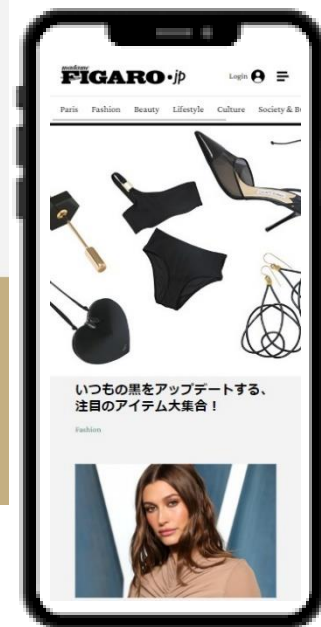 madame
FIGARO.jp
Login
Paris Fashion Beauty Lifestyle Culture Society & B
いつもの黒をアップデートする、
注目のアイテム大集合！
Fashion